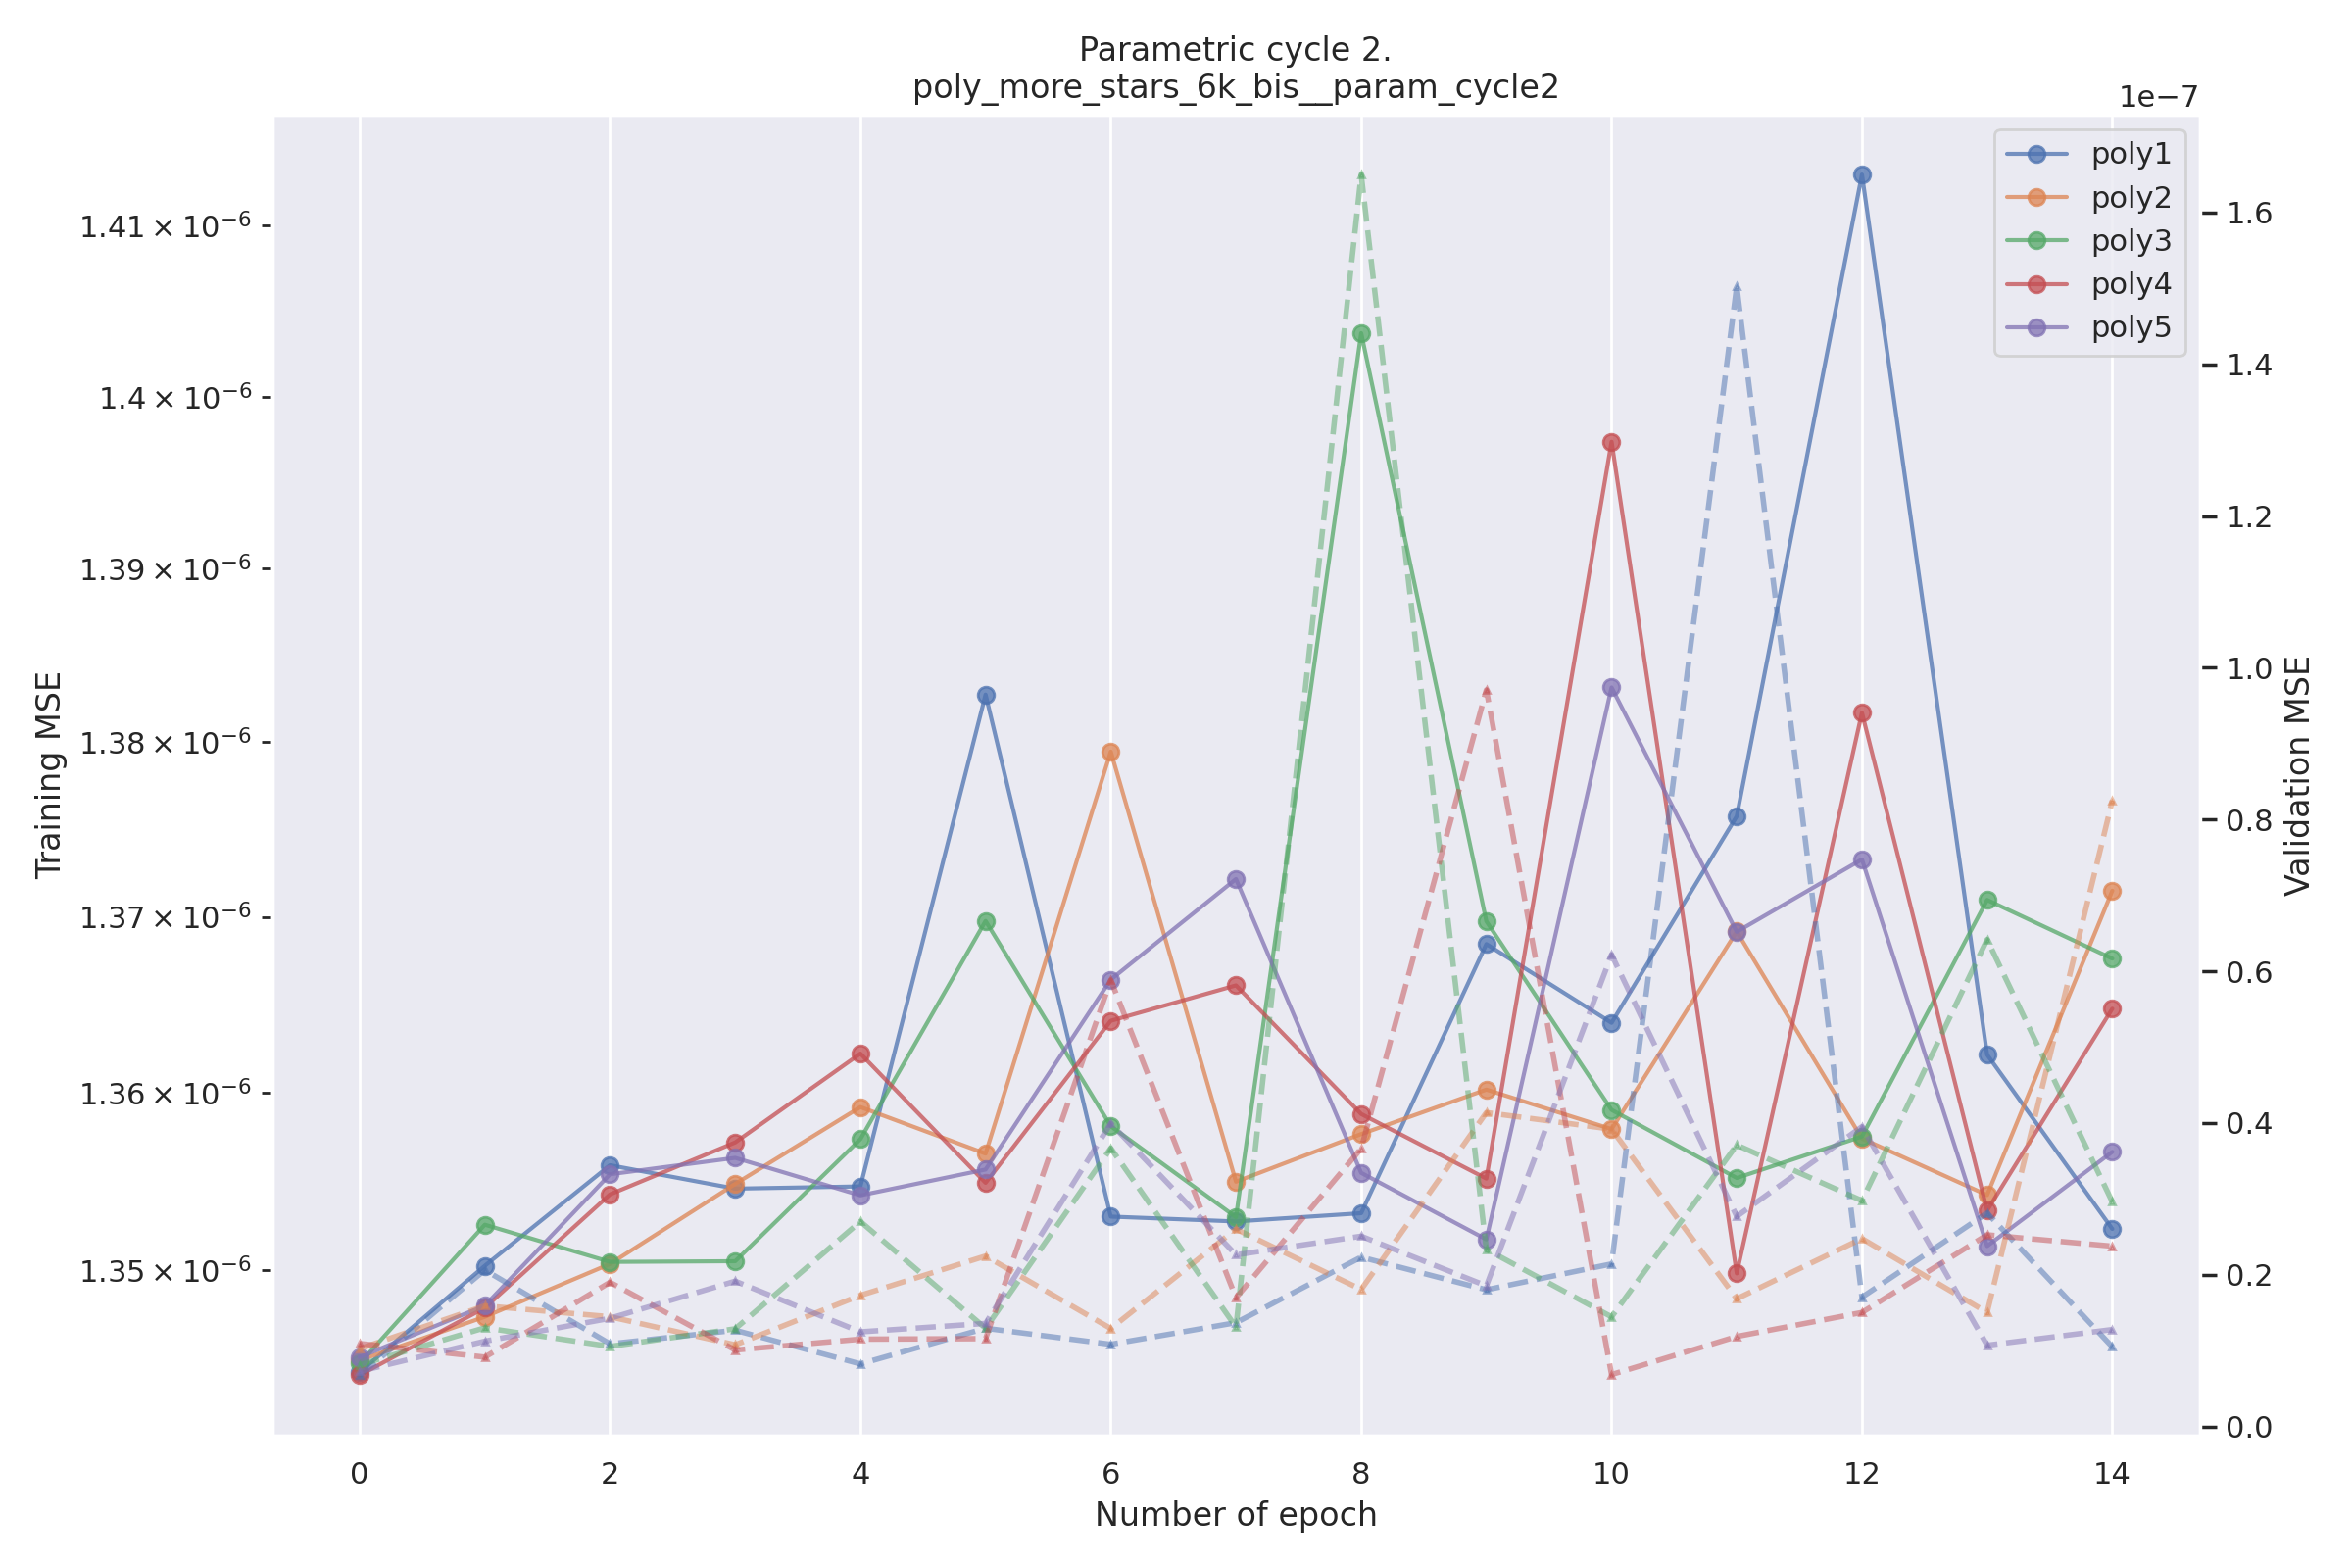 Parametric cycle 2.
poly_more_stars_6k_bis__param_cycle2
1e−7
poly1
poly2
poly3
poly4
poly5
1.41 × 10⁻⁶
1.4 × 10⁻⁶
1.39 × 10⁻⁶
1.38 × 10⁻⁶
1.37 × 10⁻⁶
1.36 × 10⁻⁶
1.35 × 10⁻⁶
Training MSE
1.6
1.4
1.2
1.0
0.8
0.6
0.4
0.2
0.0
Validation MSE
0 2 4 6 8 10 12 14
Number of epoch